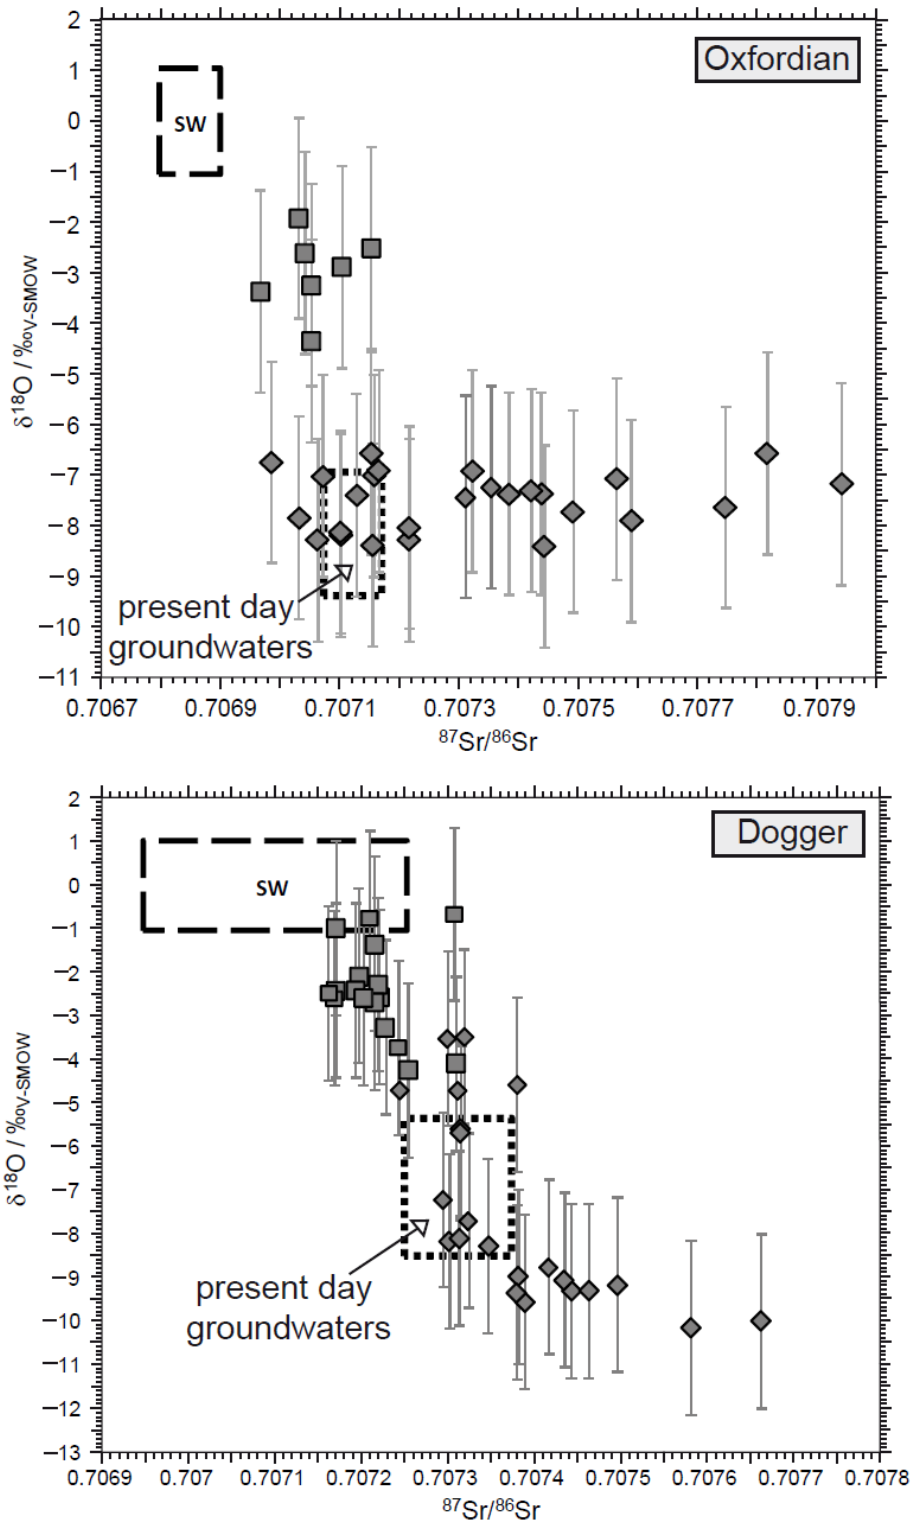 Oxfordian
2
1
0
−1
−2
−3
−4
−5
−6
−7
−8
−9
−10
−11
δ¹⁸O / ‰V-SMOW
SW
present day
groundwaters
0.7067 0.7069 0.7071 0.7073 0.7075 0.7077 0.7079
⁸⁷Sr/⁸⁶Sr
Dogger
2
1
0
−1
−2
−3
−4
−5
−6
−7
−8
−9
−10
−11
−12
−13
δ¹⁸O / ‰V-SMOW
SW
present day
groundwaters
0.7069 0.707 0.7071 0.7072 0.7073 0.7074 0.7075 0.7076 0.7077 0.7078
⁸⁷Sr/⁸⁶Sr